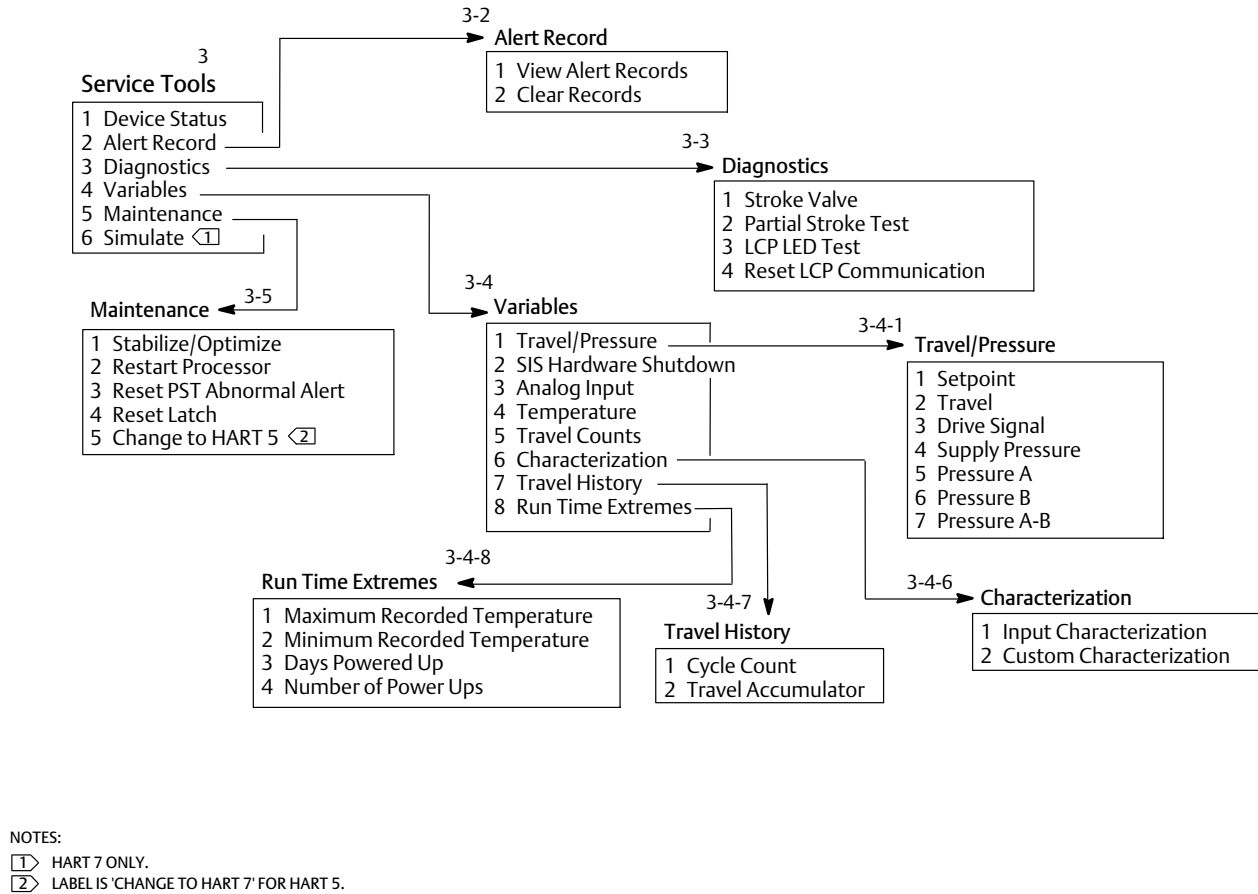 3
Service Tools
1 Device Status
2 Alert Record
3 Diagnostics
4 Variables
5 Maintenance
6 Simulate 1
3-2
Alert Record
1 View Alert Records
2 Clear Records
3-3
Diagnostics
1 Stroke Valve
2 Partial Stroke Test
3 LCP LED Test
4 Reset LCP Communication
3-5
Maintenance
1 Stabilize/Optimize
2 Restart Processor
3 Reset PST Abnormal Alert
4 Reset Latch
5 Change to HART 5 2
3-4
Variables
1 Travel/Pressure
2 SIS Hardware Shutdown
3 Analog Input
4 Temperature
5 Travel Counts
6 Characterization
7 Travel History
8 Run Time Extremes
3-4-1
Travel/Pressure
1 Setpoint
2 Travel
3 Drive Signal
4 Supply Pressure
5 Pressure A
6 Pressure B
7 Pressure A-B
3-4-8
Run Time Extremes
1 Maximum Recorded Temperature
2 Minimum Recorded Temperature
3 Days Powered Up
4 Number of Power Ups
3-4-7
Travel History
1 Cycle Count
2 Travel Accumulator
3-4-6
Characterization
1 Input Characterization
2 Custom Characterization
NOTES:
1 HART 7 ONLY.
2 LABEL IS 'CHANGE TO HART 7' FOR HART 5.